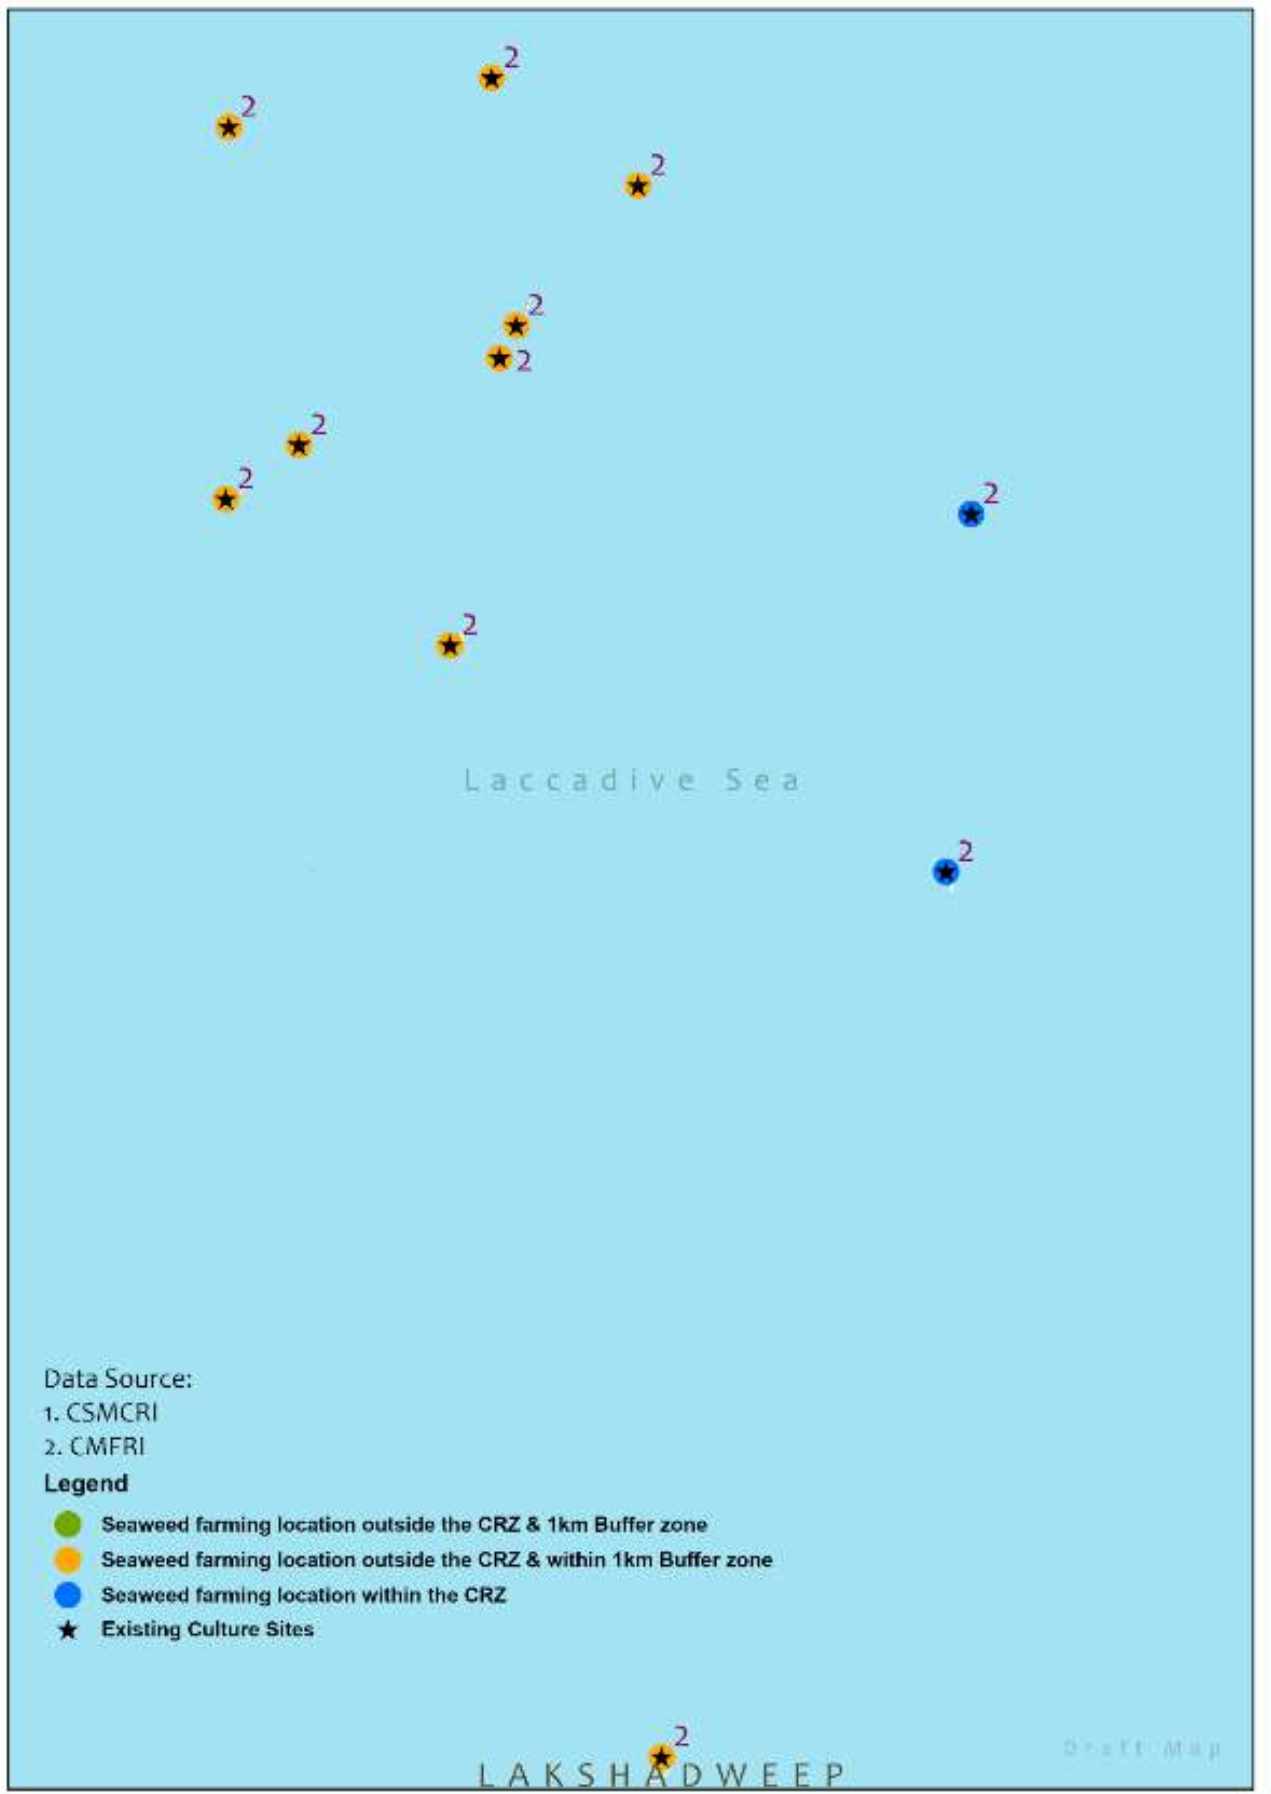 2
2
2
2
2
2
2
2
2
Laccadive Sea
2
Data Source:
1. CSMCRI
2. CMFRI
Legend
Seaweed farming location outside the CRZ & 1km Buffer zone
Seaweed farming location outside the CRZ & within 1km Buffer zone
Seaweed farming location within the CRZ
Existing Culture Sites
2
Draft Map
LAKSHADWEEP